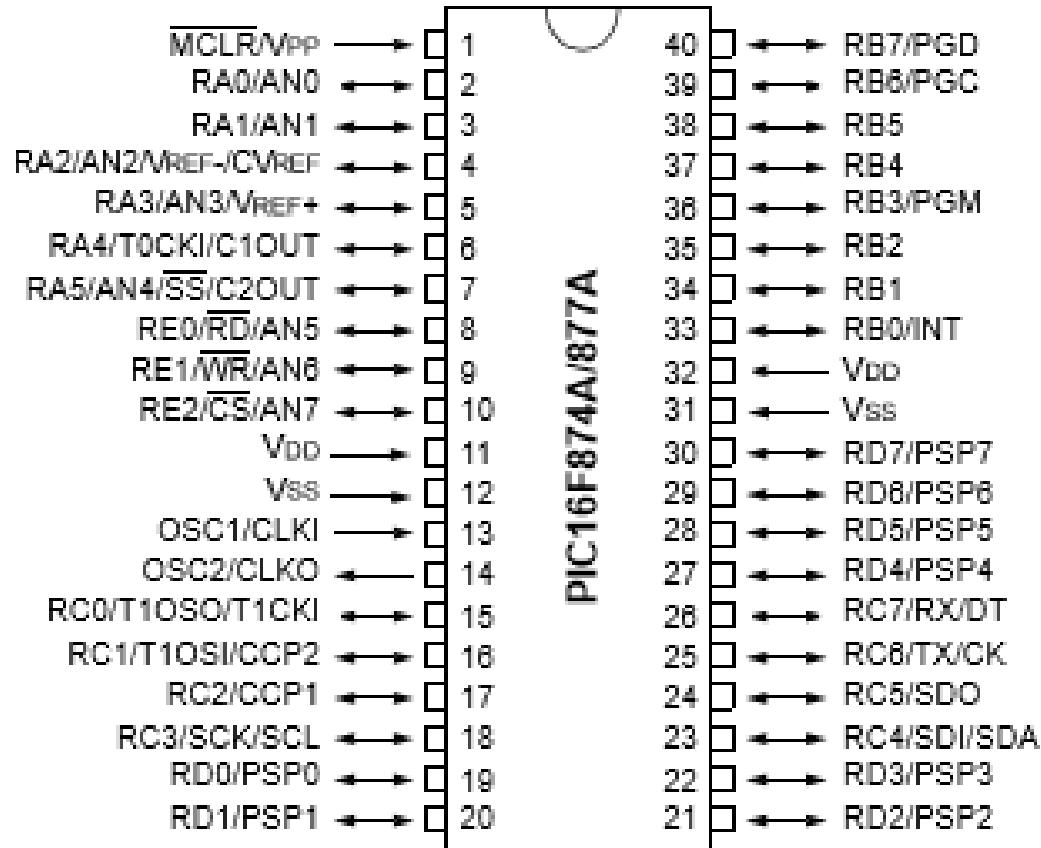 MCLR/VPP 1 40 RB7/PGD
RA0/AN0 2 39 RB6/PGC
RA1/AN1 3 38 RB5
RA2/AN2/VREF-/CVREF 4 37 RB4
RA3/AN3/VREF+ 5 36 RB3/PGM
RA4/T0CKI/C1OUT 6 35 RB2
RA5/AN4/SS/C2OUT 7 34 RB1
RE0/RD/AN5 8 33 RB0/INT
RE1/WR/AN6 9 32 VDD
RE2/CS/AN7 10 31 VSS
VDD 11 30 RD7/PSP7
VSS 12 29 RD6/PSP6
OSC1/CLKI 13 28 RD5/PSP5
OSC2/CLKO 14 27 RD4/PSP4
RC0/T1OSO/T1CKI 15 26 RC7/RX/DT
RC1/T1OSI/CCP2 16 25 RC6/TX/CK
RC2/CCP1 17 24 RC5/SDO
RC3/SCK/SCL 18 23 RC4/SDI/SDA
RD0/PSP0 19 22 RD3/PSP3
RD1/PSP1 20 21 RD2/PSP2
PIC16F874A/877A